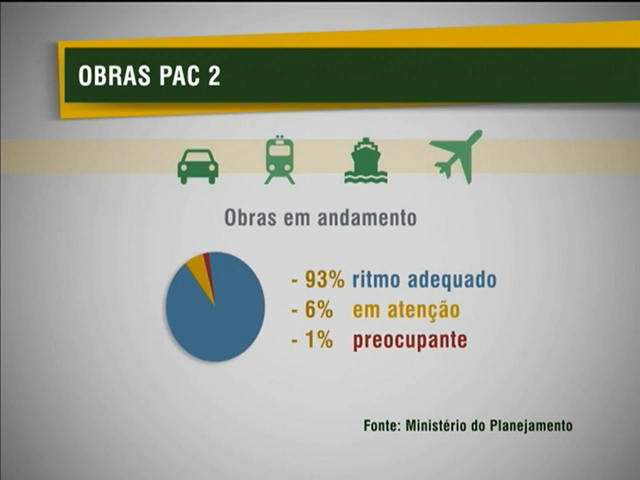 OBRAS PAC 2
Obras em andamento
- 93% ritmo adequado
- 6% em atenção
- 1% preocupante
Fonte: Ministério do Planejamento